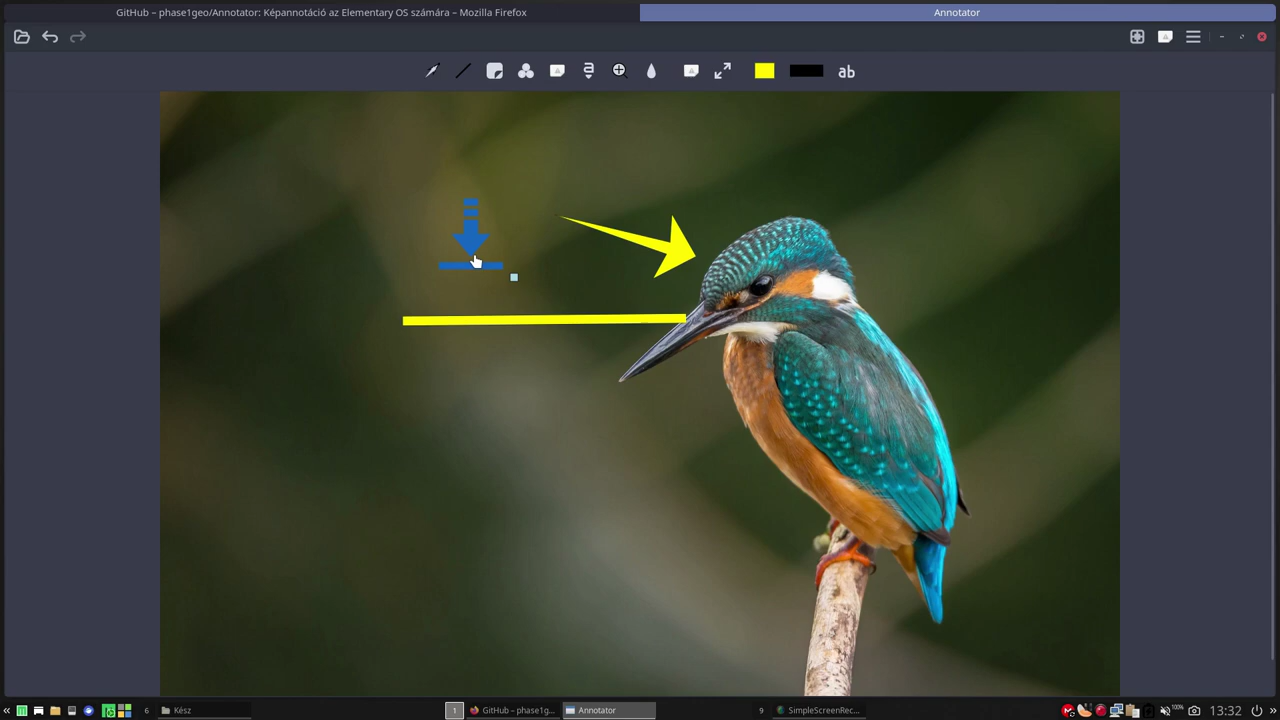 GitHub – phase1geo/Annotator: Képannotáció az Elementary OS számára – Mozilla Firefox
Annotator
a
ab
1
GitHub – phase1g...
Annotator
6
Kész
9
SimpleScreenRec...
100%
13:32